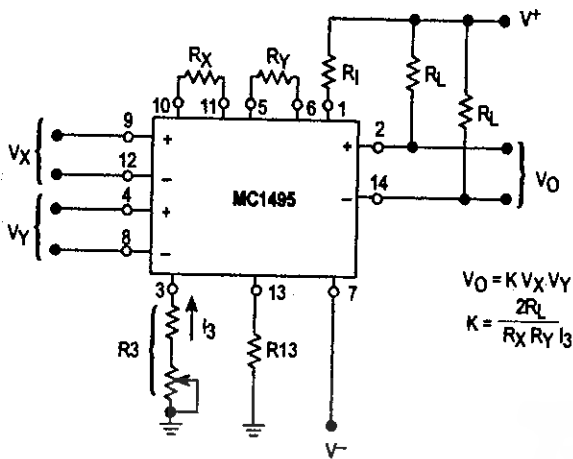 V+
RX
RY
RI
RL
RL
10
11
5
6
1
9
VX
12
4
VY
8
+
−
+
−
MC1495
+
−
2
14
VO
3
13
7
I3
R3
R13
V−
VO = K VX VY
K = 2RL / RX RY I3